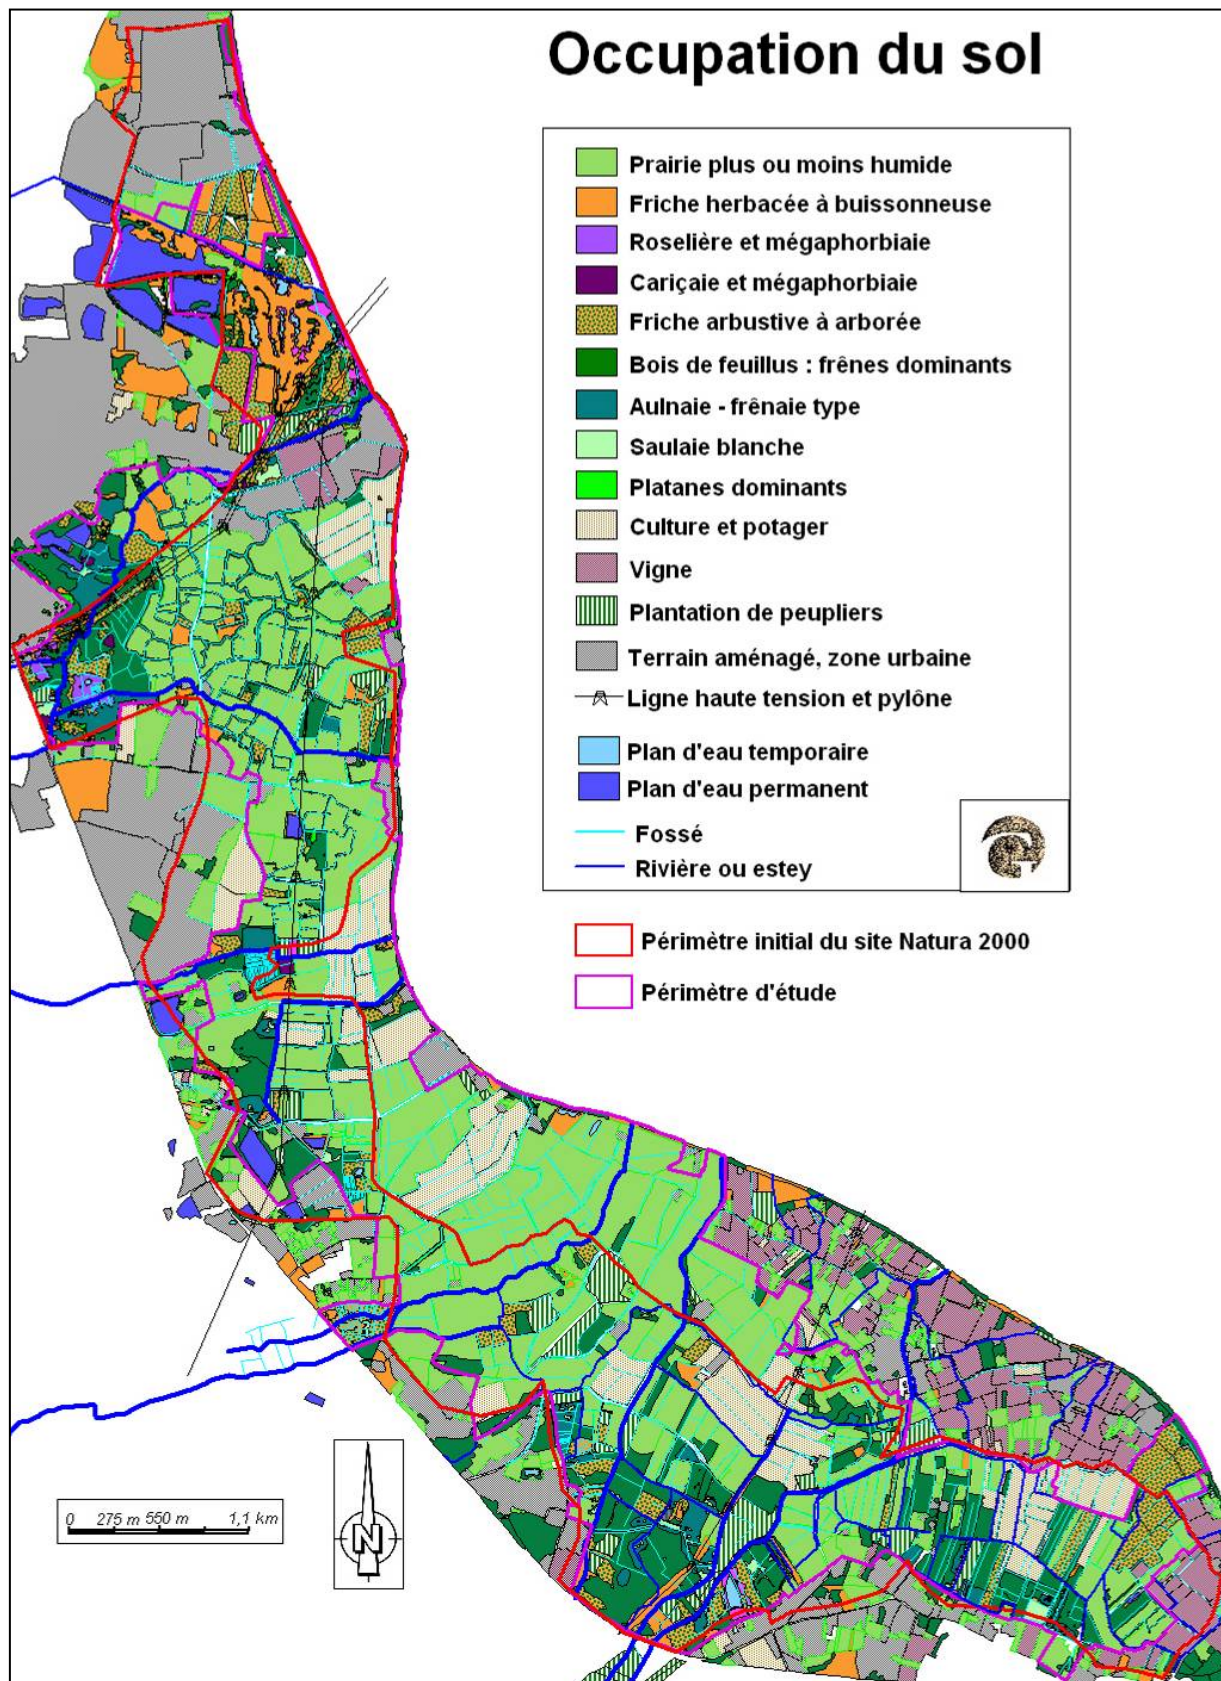 Occupation du sol
Prairie plus ou moins humide
Friche herbacée à buissonneuse
Roselière et mégaphorbiaie
Cariçaie et mégaphorbiaie
Friche arbustive à arborée
Bois de feuillus : frênes dominants
Aulnaie - frênaie type
Saulaie blanche
Platanes dominants
Culture et potager
Vigne
Plantation de peupliers
Terrain aménagé, zone urbaine
Ligne haute tension et pylône
Plan d'eau temporaire
Plan d'eau permanent
Fossé
Rivière ou estey
Périmètre initial du site Natura 2000
Périmètre d'étude
0 275 m 550 m 1,1 km
N